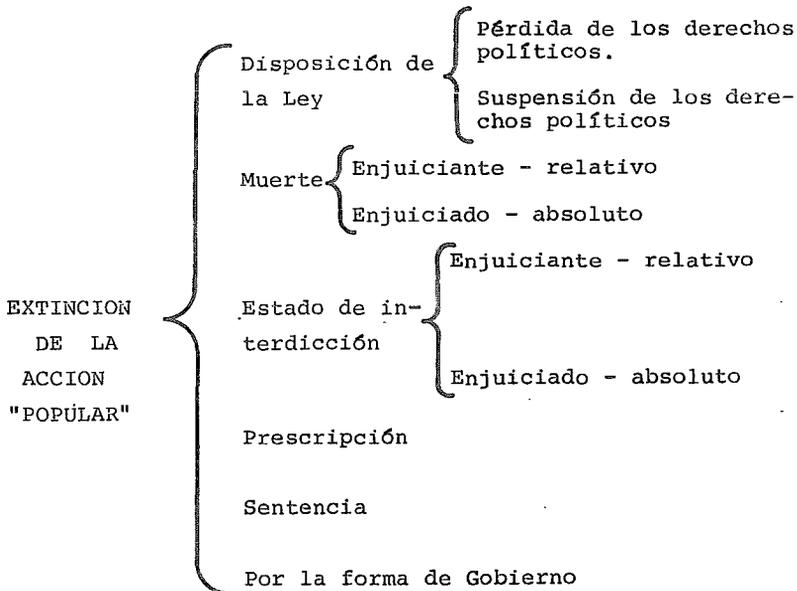 Pérdida de los derechos
políticos.
Disposición de
la Ley
Suspensión de los dere-
chos políticos
Muerte
Enjuiciante - relativo
Enjuiciado - absoluto
EXTINCION
DE LA
ACCION
"POPULAR"
Estado de in-
terdicción
Enjuiciante - relativo
Enjuiciado - absoluto
Prescripción
Sentencia
Por la forma de Gobierno